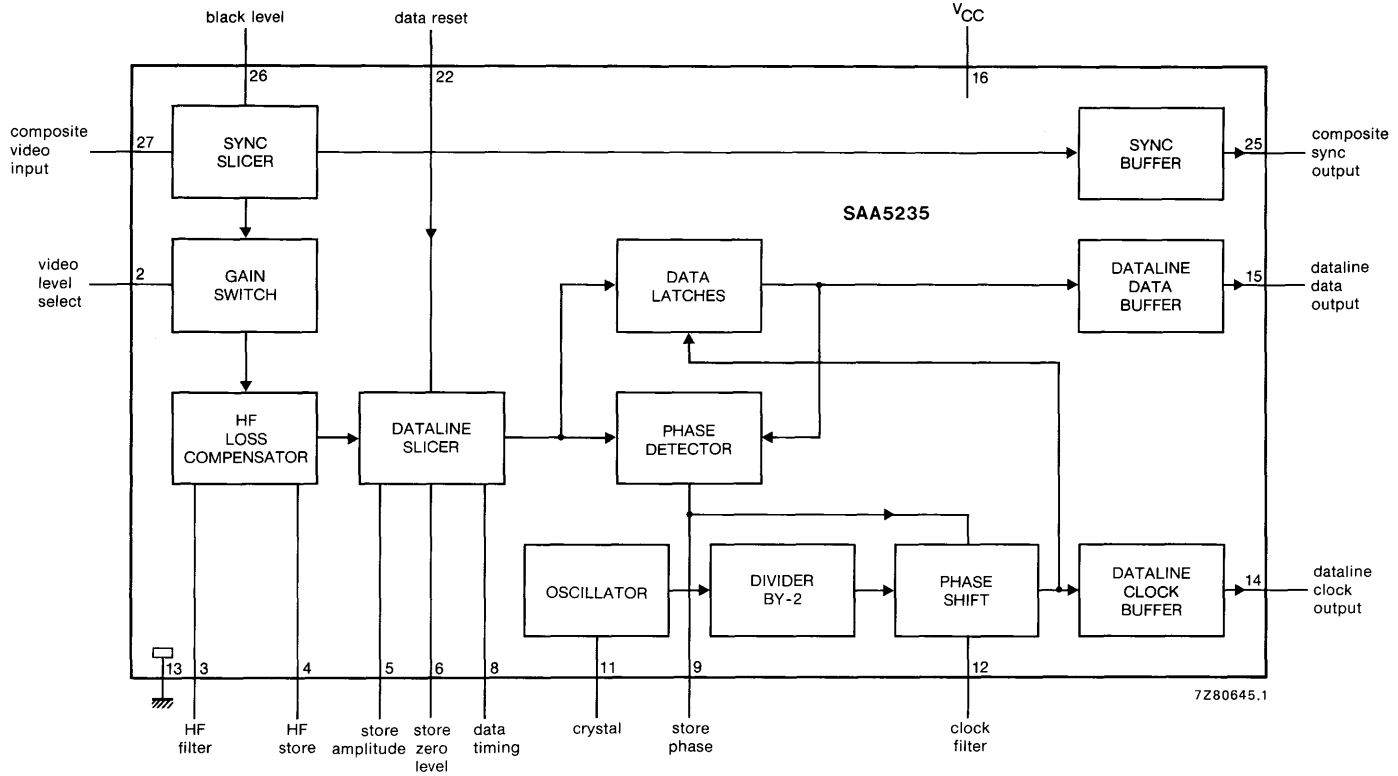 black level
data reset
VCC
26
22
16
composite
video
input
27
SYNC
SLICER
SYNC
BUFFER
25
composite
sync
output
SAA5235
video
level
select
2
GAIN
SWITCH
DATA
LATCHES
DATALINE
DATA
BUFFER
15
dataline
data
output
HF
LOSS
COMPENSATOR
DATALINE
SLICER
PHASE
DETECTOR
OSCILLATOR
DIVIDER
BY-2
PHASE
SHIFT
DATALINE
CLOCK
BUFFER
14
dataline
clock
output
13
3
4
5
6
8
11
9
12
7Z80645.1
HF
filter
HF
store
store
amplitude
store
zero
level
data
timing
crystal
store
phase
clock
filter